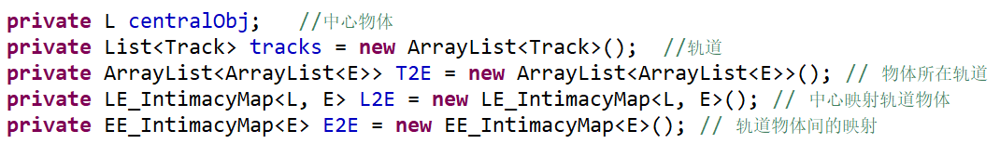 private L centralObj;   //中心物体
private List<Track> tracks = new ArrayList<Track>();  //轨道
private ArrayList<ArrayList<E>> T2E = new ArrayList<ArrayList<E>>(); // 物体所在轨道
private LE_IntimacyMap<L, E> L2E = new LE_IntimacyMap<L, E>(); // 中心映射轨道物体
private EE_IntimacyMap<E> E2E = new EE_IntimacyMap<E>(); // 轨道物体间的映射